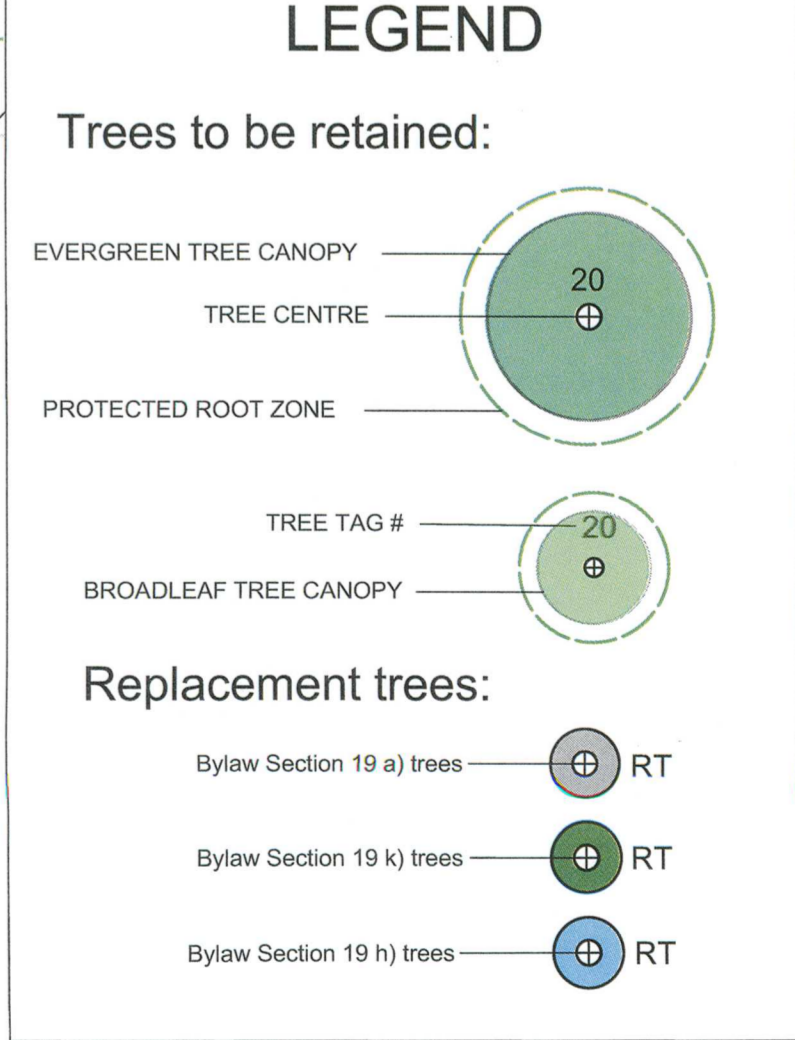 LEGEND
Trees to be retained:
EVERGREEN TREE CANOPY
20
TREE CENTRE
PROTECTED ROOT ZONE
TREE TAG # 20
BROADLEAF TREE CANOPY
Replacement trees:
Bylaw Section 19 a) trees RT
Bylaw Section 19 k) trees RT
Bylaw Section 19 h) trees RT